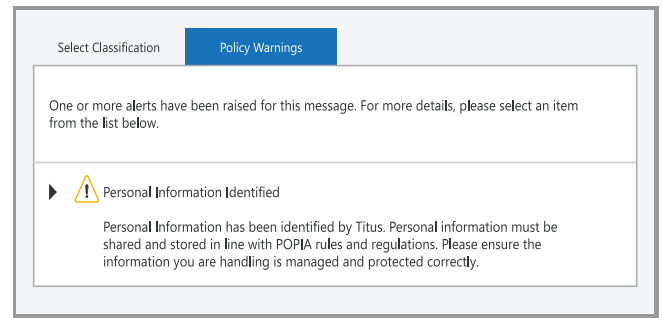 Select Classification
Policy Warnings
One or more alerts have been raised for this message. For more details, please select an item
from the list below.
Personal Information Identified
Personal Information has been identified by Titus. Personal information must be
shared and stored in line with POPIA rules and regulations. Please ensure the
information you are handling is managed and protected correctly.